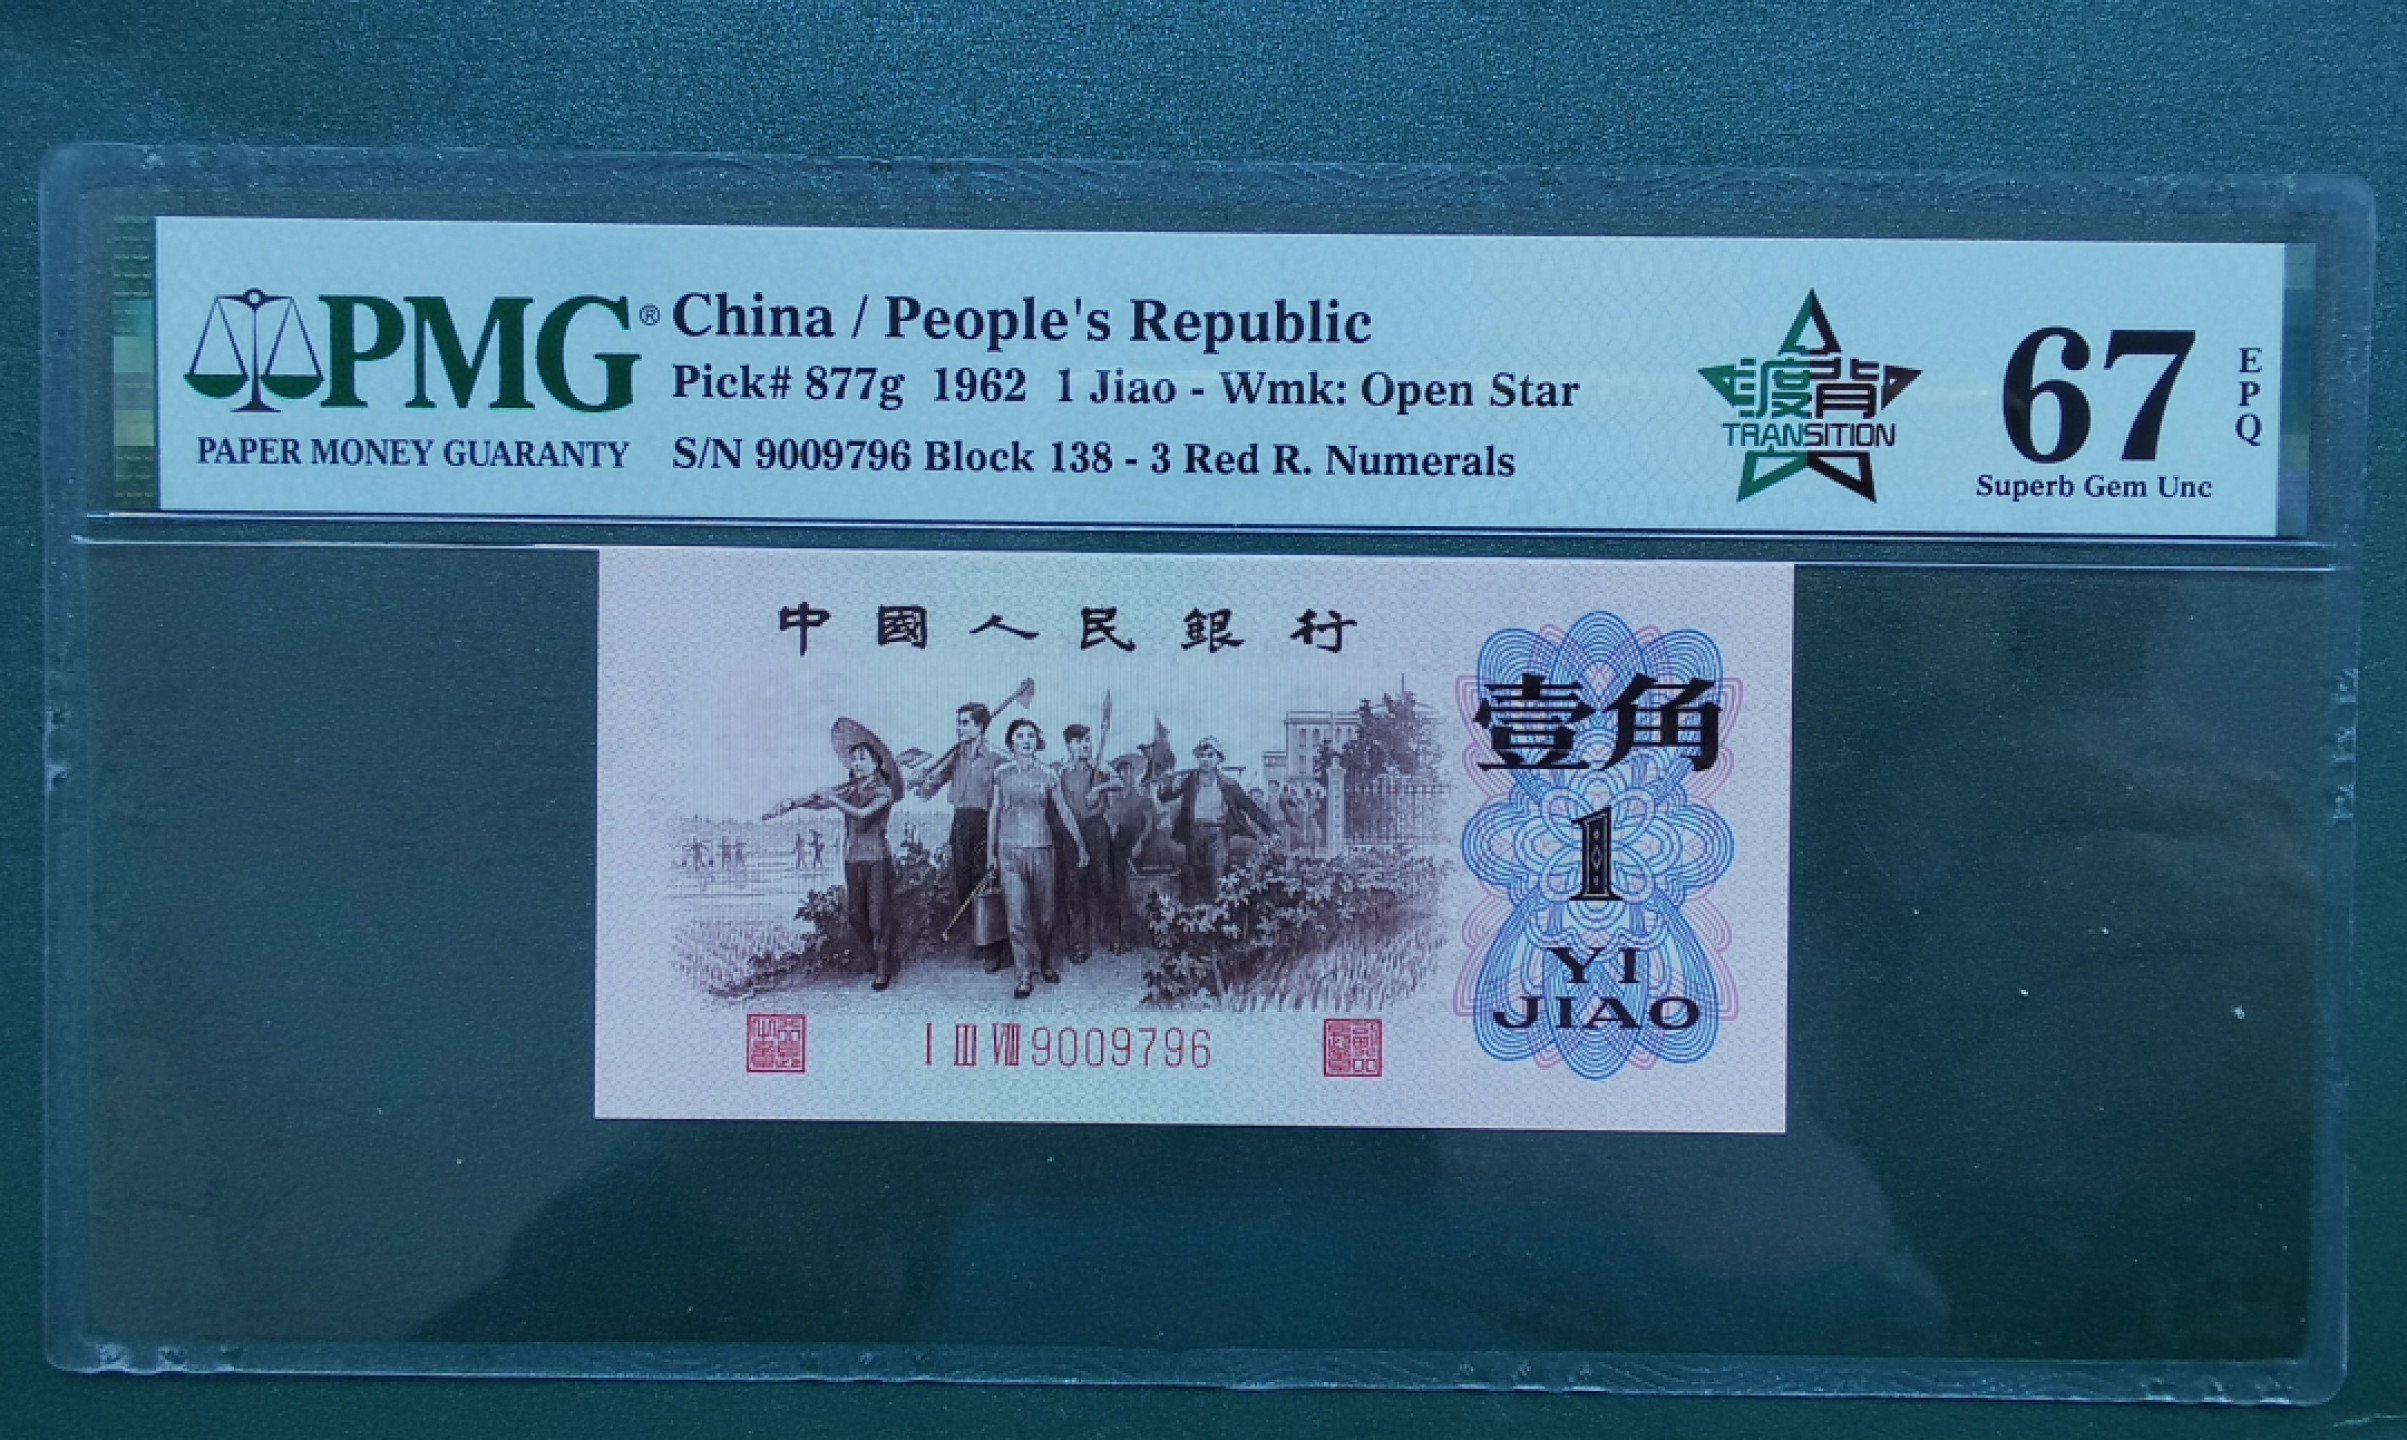 PMG®
PAPER MONEY GUARANTY
China / People's Republic
Pick# 877g 1962 1 Jiao - Wmk: Open Star
S/N 9009796 Block 138 - 3 Red R. Numerals
渡背
TRANSITION
67
EPQ
Superb Gem Unc
中國人民銀行
壹角
1
YI
JIAO
I III VIII 9009796